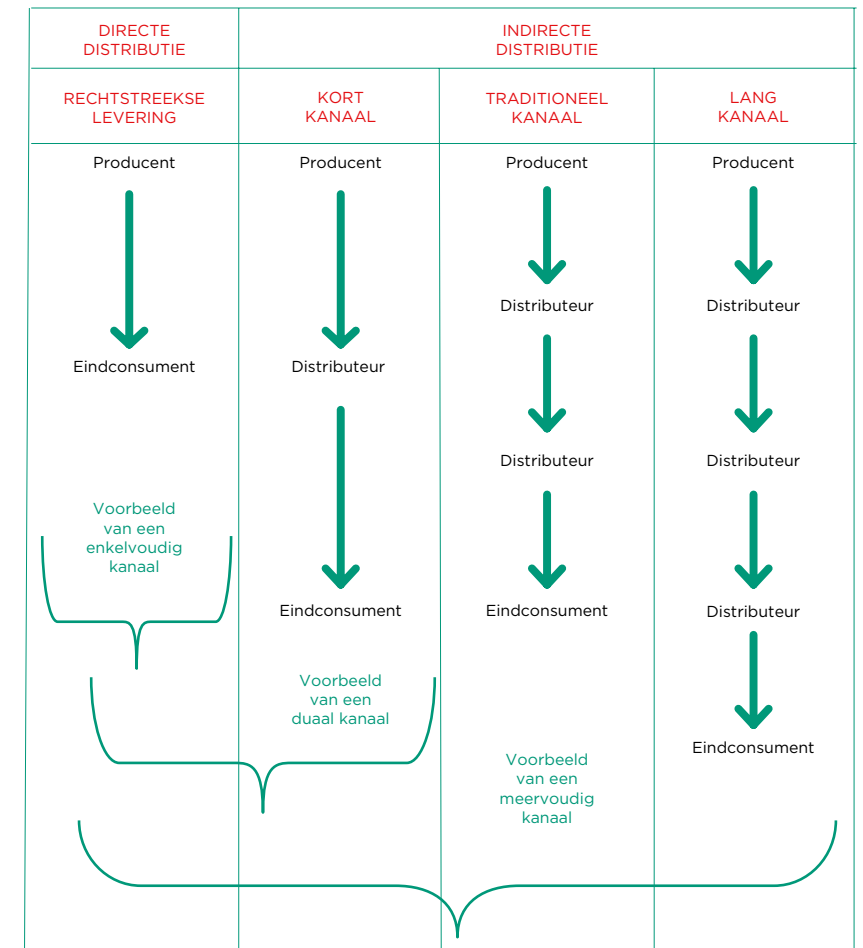 DIRECTE
DISTRIBUTIE
INDIRECTE
DISTRIBUTIE
RECHTSTREEKSE
LEVERING
KORT
KANAAL
TRADITIONEEL
KANAAL
LANG
KANAAL
Producent
Producent
Producent
Producent
Distributeur
Distributeur
Eindconsument
Distributeur
Distributeur
Distributeur
Voorbeeld
van een
enkelvoudig
kanaal
Eindconsument
Eindconsument
Distributeur
Voorbeeld
van een
duaal kanaal
Eindconsument
Voorbeeld
van een
meervoudig
kanaal